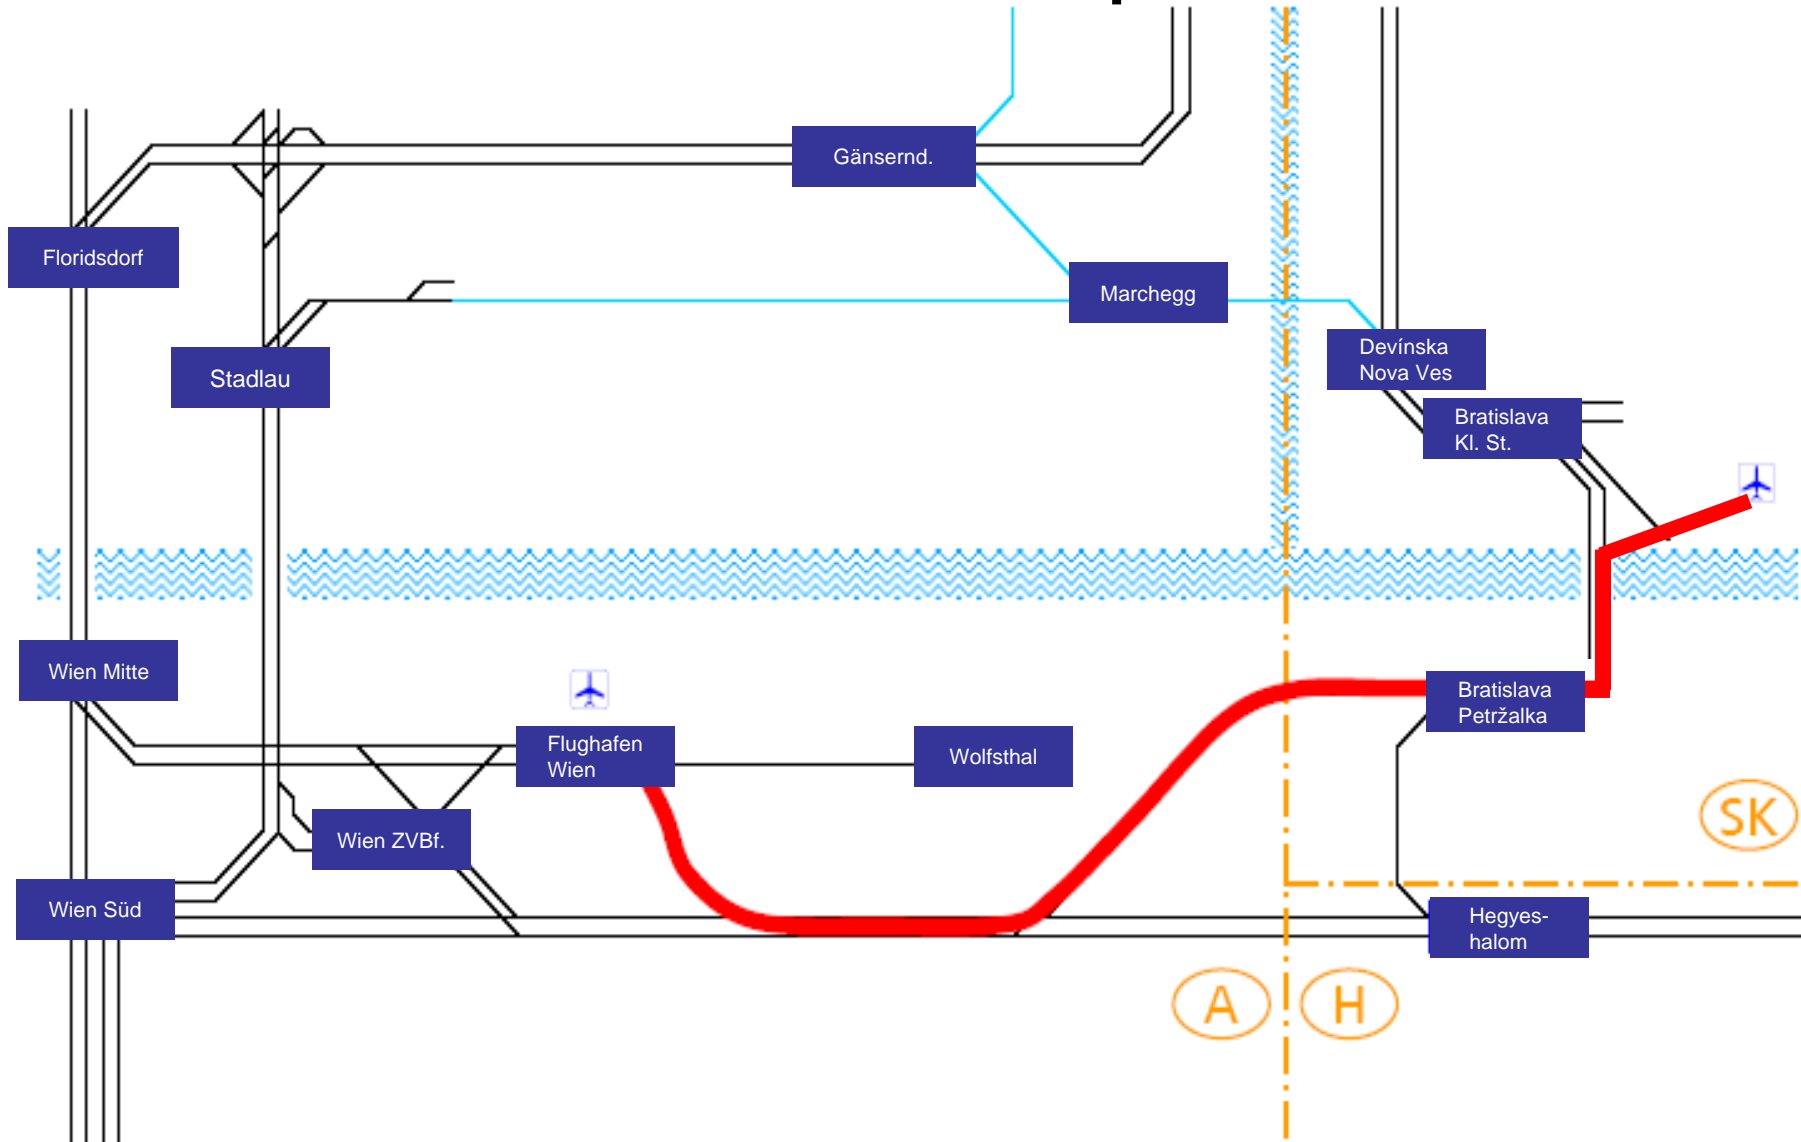 Gänsernd.
Floridsdorf
Marchegg
Devínska
Nova Ves
Stadlau
Bratislava
Kl. St.
Wien Mitte
Bratislava
Petržalka
Flughafen
Wien
Wolfsthal
SK
Wien ZVBf.
Wien Süd
Hegyes-
halom
A
H